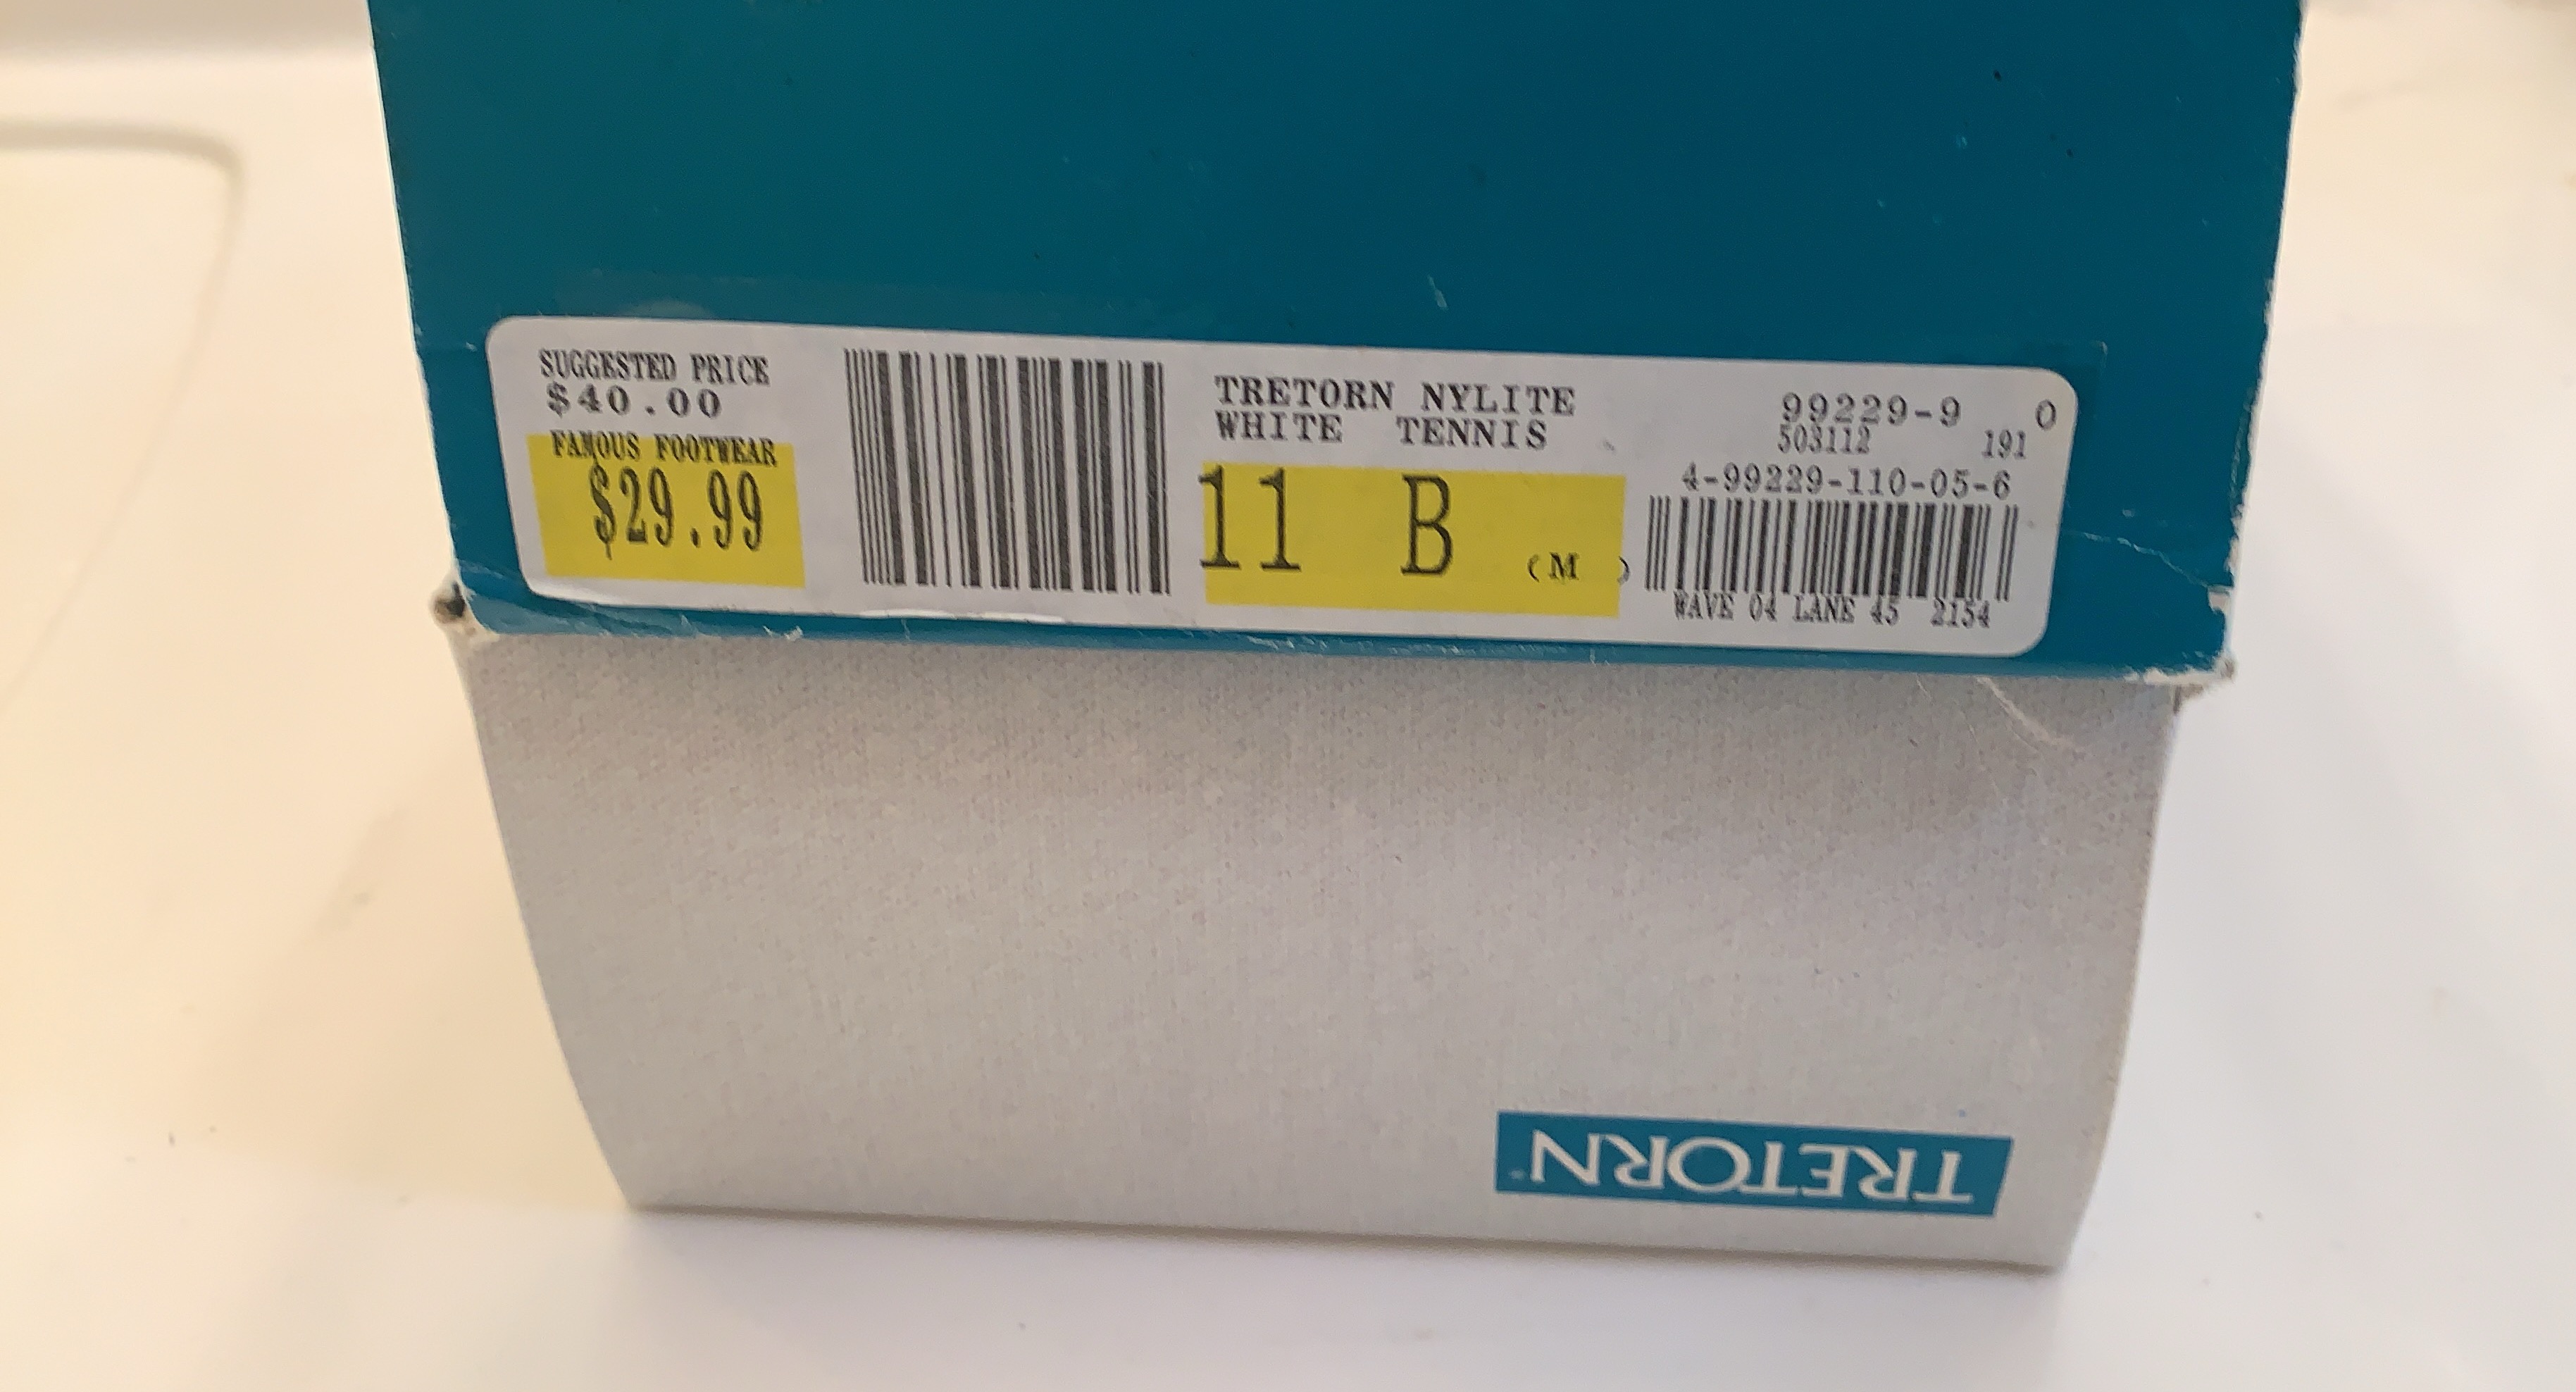 SUGGESTED PRICE
$40.00
FAMOUS FOOTWEAR
$29.99
TRETORN NYLITE
WHITE TENNIS
11 B (M )
99229-9 0
503112 191
4-99229-110-05-6
WAVE 04 LANE 45 2154
TRETORN